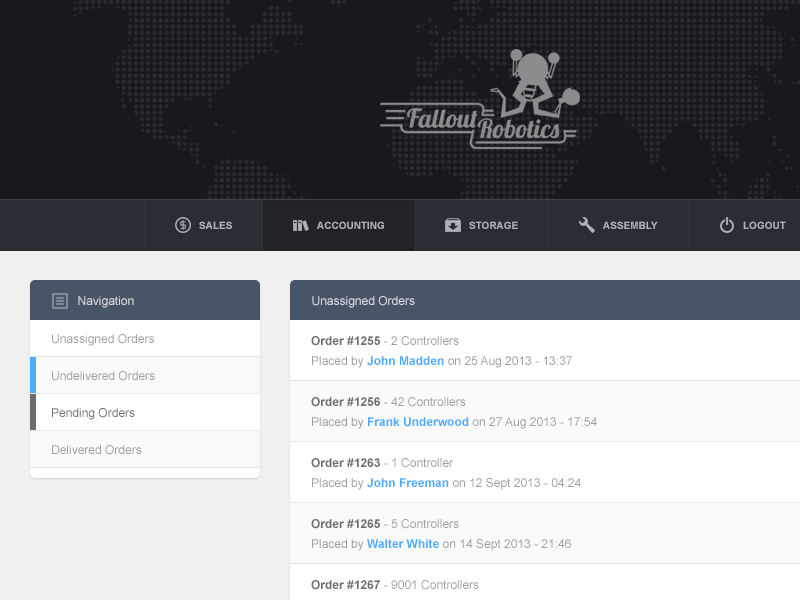 Fallout
Robotics
SALES
ACCOUNTING
STORAGE
ASSEMBLY
LOGOUT
Navigation
Unassigned Orders
Undelivered Orders
Pending Orders
Delivered Orders
Unassigned Orders
Order #1255 - 2 Controllers
Placed by John Madden on 25 Aug 2013 - 13:37
Order #1256 - 42 Controllers
Placed by Frank Underwood on 27 Aug 2013 - 17:54
Order #1263 - 1 Controller
Placed by John Freeman on 12 Sept 2013 - 04:24
Order #1265 - 5 Controllers
Placed by Walter White on 14 Sept 2013 - 21:46
Order #1267 - 9001 Controllers